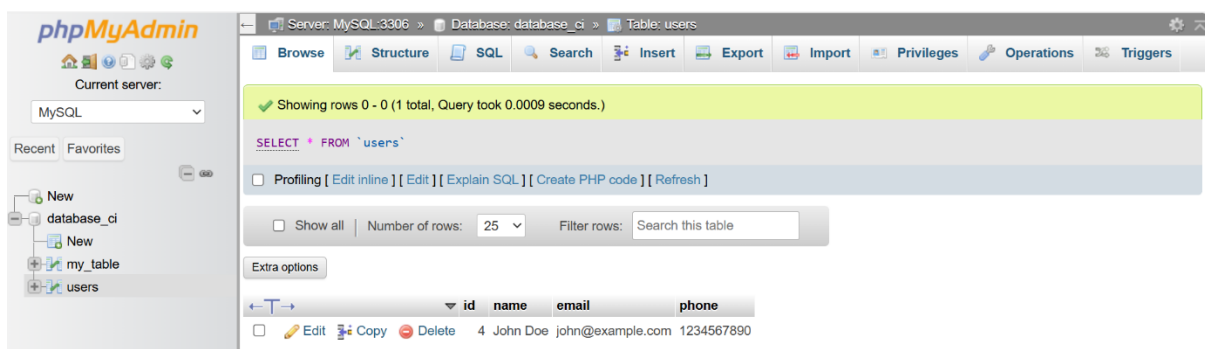 phpMyAdmin
Current server:
MySQL
Recent Favorites
New
database_ci
New
my_table
users
Server: MySQL:3306 » Database: database_ci » Table: users
Browse Structure SQL Search Insert Export Import Privileges Operations Triggers
Showing rows 0 - 0 (1 total, Query took 0.0009 seconds.)
SELECT * FROM `users`
Profiling [ Edit inline ] [ Edit ] [ Explain SQL ] [ Create PHP code ] [ Refresh ]
Show all | Number of rows: 25 Filter rows: Search this table
Extra options
←T→ id name email phone
Edit Copy Delete 4 John Doe john@example.com 1234567890